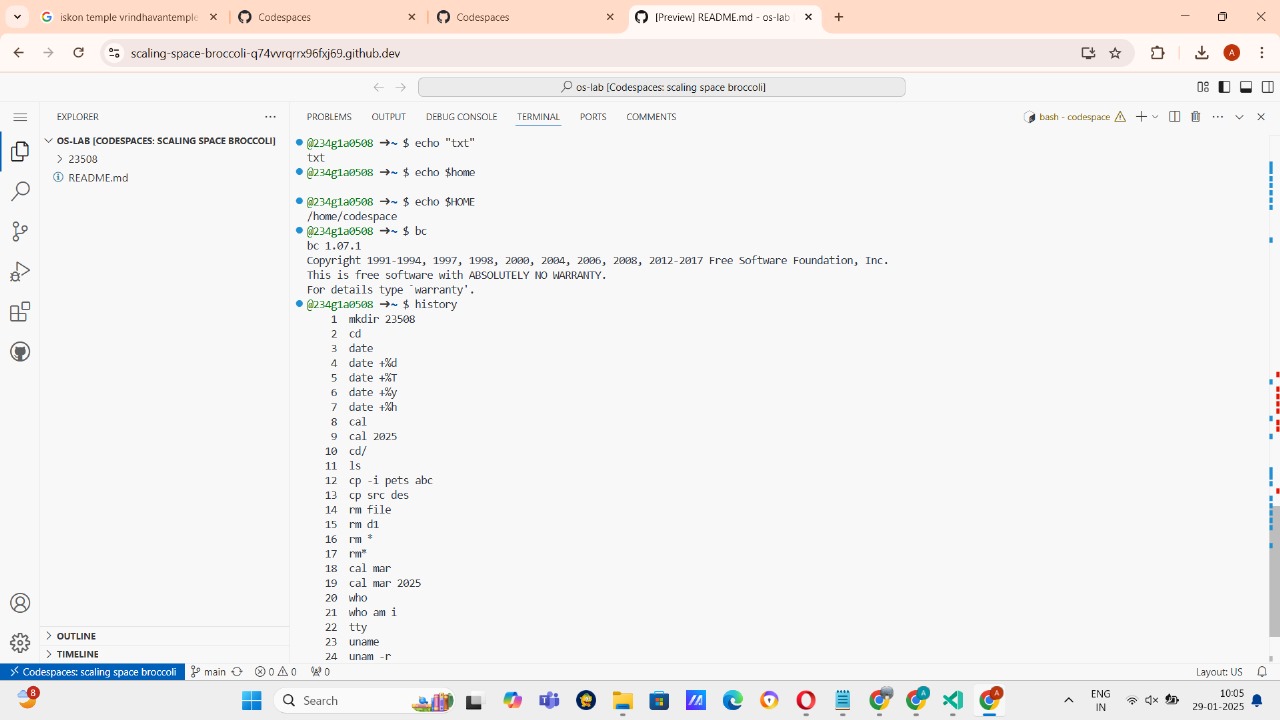 iskon temple vrindhavantemple
Codespaces
Codespaces
[Preview] README.md - os-lab
scaling-space-broccoli-q74vvrqrrx96fxj69.github.dev
A
os-lab [Codespaces: scaling space broccoli]
EXPLORER
PROBLEMS OUTPUT DEBUG CONSOLE TERMINAL PORTS COMMENTS
bash - codespace
OS-LAB [CODESPACES: SCALING SPACE BROCCOLI]
23508
README.md
@234g1a0508 ➜~ $ echo "txt"
txt
@234g1a0508 ➜~ $ echo $home
@234g1a0508 ➜~ $ echo $HOME
/home/codespace
@234g1a0508 ➜~ $ bc
bc 1.07.1
Copyright 1991-1994, 1997, 1998, 2000, 2004, 2006, 2008, 2012-2017 Free Software Foundation, Inc.
This is free software with ABSOLUTELY NO WARRANTY.
For details type `warranty'.
@234g1a0508 ➜~ $ history
1 mkdir 23508
2 cd
3 date
4 date +%d
5 date +%T
6 date +%y
7 date +%h
8 cal
9 cal 2025
10 cd/
11 ls
12 cp -i pets abc
13 cp src des
14 rm file
15 rm d1
16 rm *
17 rm*
18 cal mar
19 cal mar 2025
20 who
21 who am i
22 tty
23 uname
24 unam -r
OUTLINE
TIMELINE
Codespaces: scaling space broccoli
main
0 0
0
Layout: US
8
Search
ENG
IN
10:05
29-01-2025